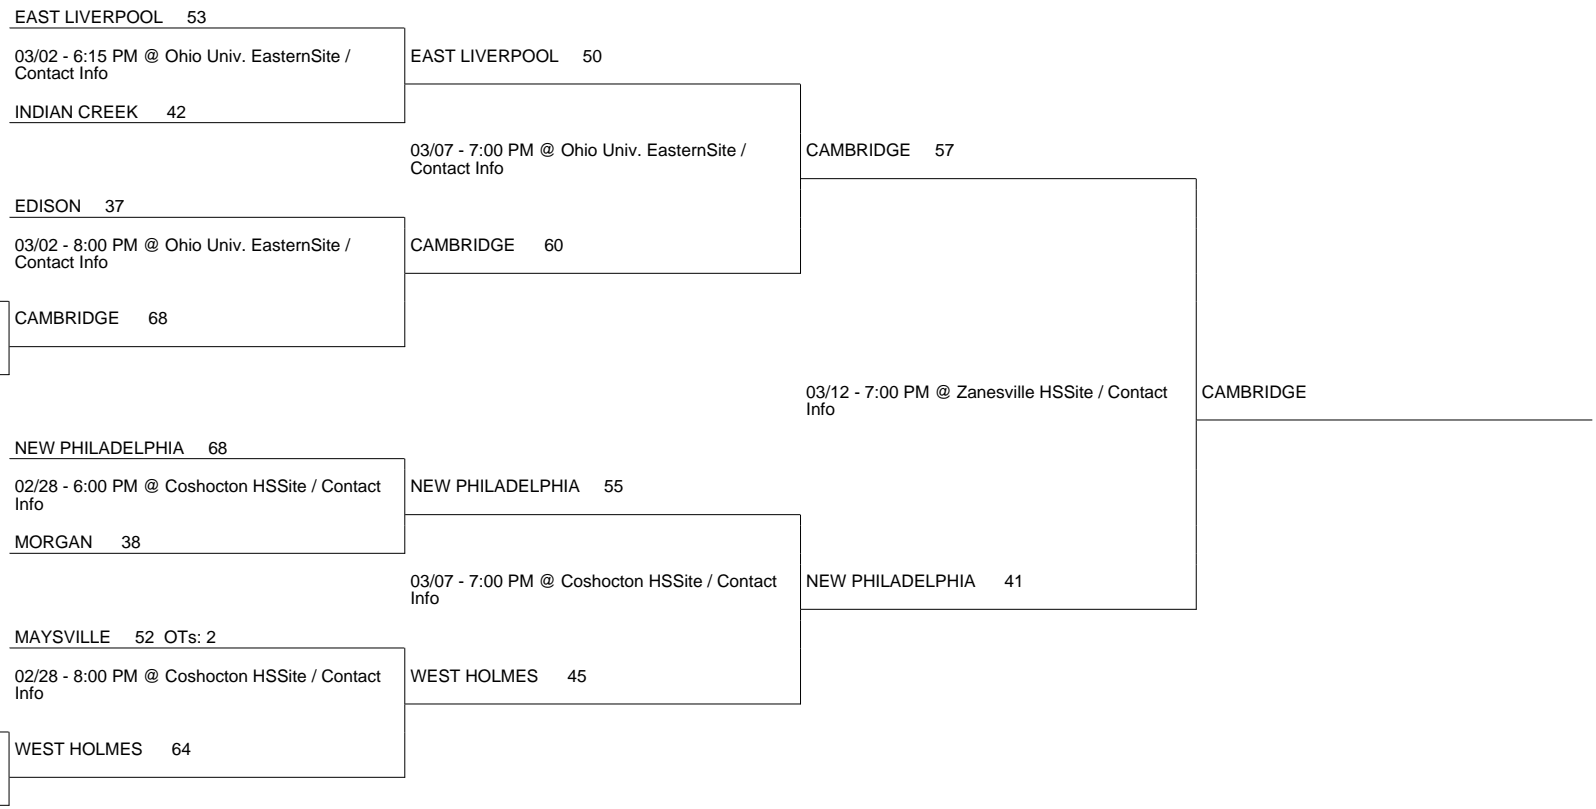 EAST LIVERPOOL 53
03/02 - 6:15 PM @ Ohio Univ. EasternSite /
Contact Info
INDIAN CREEK 42
EAST LIVERPOOL 50
03/07 - 7:00 PM @ Ohio Univ. EasternSite /
Contact Info
CAMBRIDGE 57
EDISON 37
03/02 - 8:00 PM @ Ohio Univ. EasternSite /
Contact Info
CAMBRIDGE 60
CAMBRIDGE 68
03/12 - 7:00 PM @ Zanesville HSSite / Contact
Info
CAMBRIDGE
NEW PHILADELPHIA 68
02/28 - 6:00 PM @ Coshocton HSSite / Contact
Info
NEW PHILADELPHIA 55
MORGAN 38
03/07 - 7:00 PM @ Coshocton HSSite / Contact
Info
NEW PHILADELPHIA 41
MAYSVILLE 52 OTs: 2
02/28 - 8:00 PM @ Coshocton HSSite / Contact
Info
WEST HOLMES 45
WEST HOLMES 64